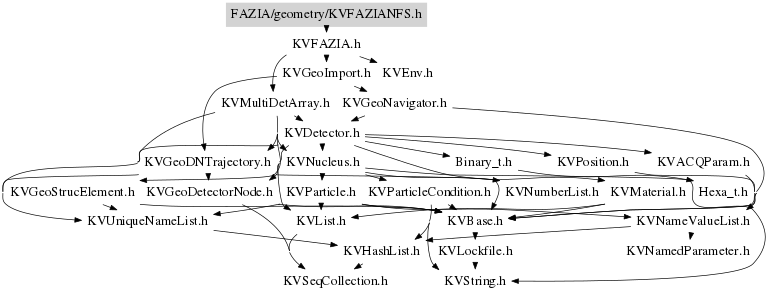 FAZIA/geometry/KVFAZIANFS.h
KVFAZIA.h
KVGeoImport.h KVEnv.h
KVMultiDetArray.h KVGeoNavigator.h
KVDetector.h
KVGeoDNTrajectory.h KVNucleus.h Binary_t.h KVPosition.h KVACQParam.h
KVGeoStrucElement.h KVGeoDetectorNode.h KVParticle.h KVParticleCondition.h KVNumberList.h KVMaterial.h Hexa_t.h
KVUniqueNameList.h KVList.h KVBase.h KVNameValueList.h
KVHashList.h KVLockfile.h KVNamedParameter.h
KVSeqCollection.h KVString.h